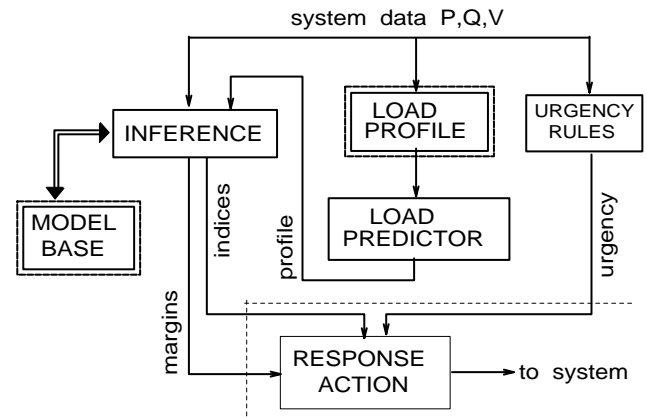 system data P,Q,V
INFERENCE
LOAD
PROFILE
URGENCY
RULES
MODEL
BASE
LOAD
PREDICTOR
indices
profile
urgency
margins
RESPONSE
ACTION
to system